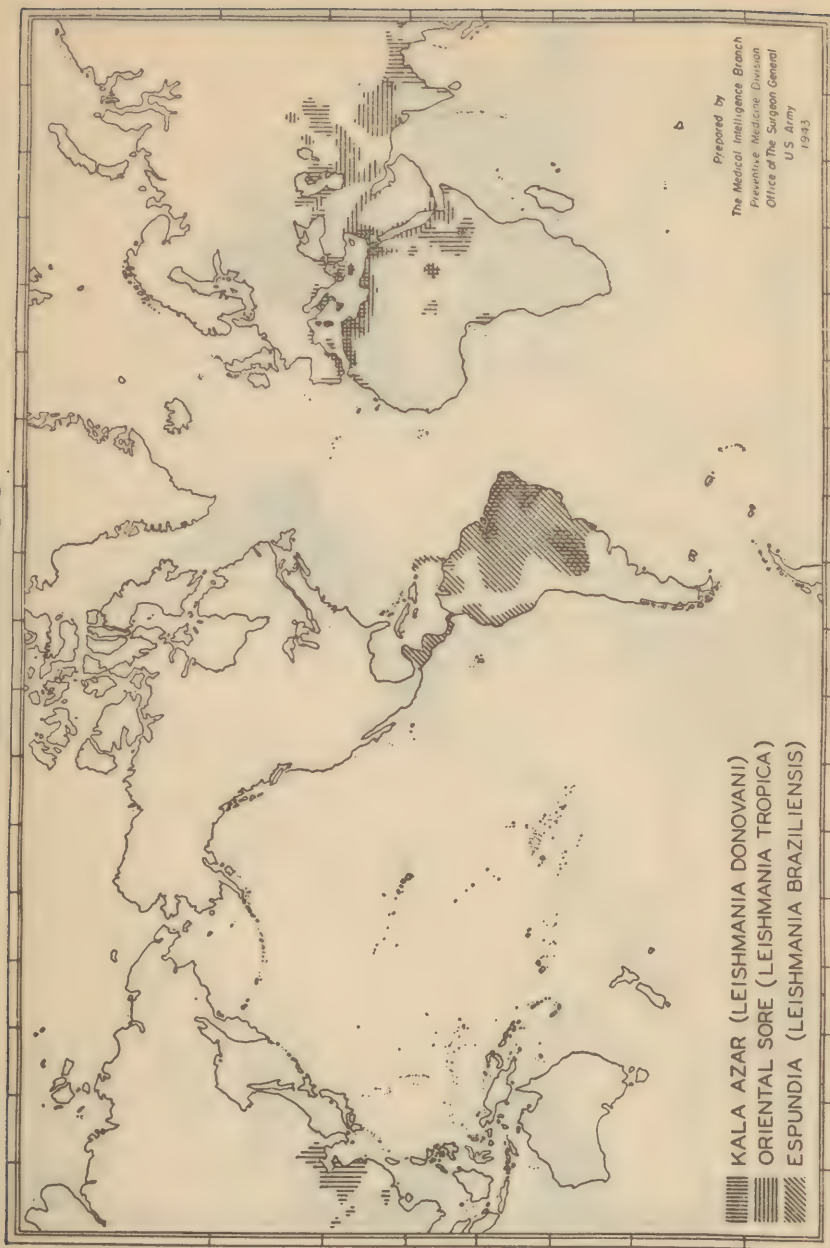 Prepared by
The Medical Intelligence Branch
Preventive Medicine Division
Office of The Surgeon General
US Army
1943
KALA AZAR (LEISHMANIA DONOVANI)
ORIENTAL SORE (LEISHMANIA TROPICA)
ESPUNDIA (LEISHMANIA BRAZILIENSIS)